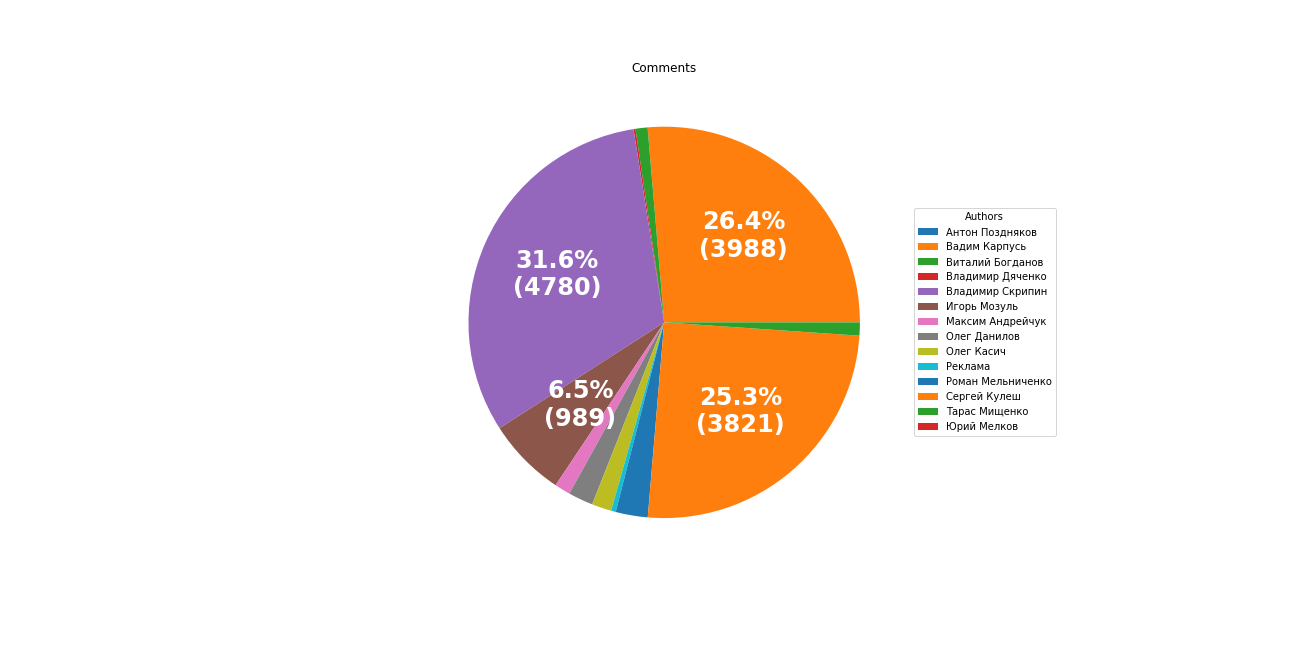 Comments
26.4%
(3988)
31.6%
(4780)
6.5%
(989)
25.3%
(3821)
Authors
Антон Поздняков
Вадим Карпусь
Виталий Богданов
Владимир Дяченко
Владимир Скрипин
Игорь Мозуль
Максим Андрейчук
Олег Данилов
Олег Касич
Реклама
Роман Мельниченко
Сергей Кулеш
Тарас Мищенко
Юрий Мелков